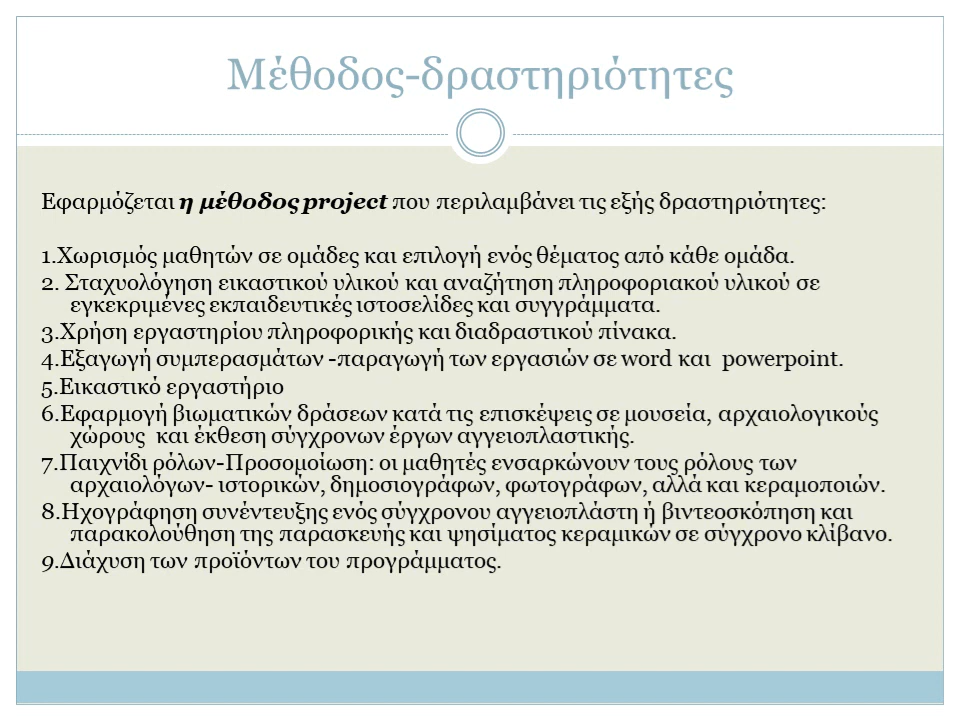 Μέθοδος-δραστηριότητες
Εφαρμόζεται η μέθοδος project που περιλαμβάνει τις εξής δραστηριότητες:
1.Χωρισμός μαθητών σε ομάδες και επιλογή ενός θέματος από κάθε ομάδα.
2. Σταχυολόγηση εικαστικού υλικού και αναζήτηση πληροφοριακού υλικού σε
εγκεκριμένες εκπαιδευτικές ιστοσελίδες και συγγράμματα.
3.Χρήση εργαστηρίου πληροφορικής και διαδραστικού πίνακα.
4.Εξαγωγή συμπερασμάτων -παραγωγή των εργασιών σε word και  powerpoint.
5.Εικαστικό εργαστήριο
6.Εφαρμογή βιωματικών δράσεων κατά τις επισκέψεις σε μουσεία, αρχαιολογικούς
χώρους  και έκθεση σύγχρονων έργων αγγειοπλαστικής.
7.Παιχνίδι ρόλων-Προσομοίωση: οι μαθητές ενσαρκώνουν τους ρόλους των
αρχαιολόγων- ιστορικών, δημοσιογράφων, φωτογράφων, αλλά και κεραμοποιών.
8.Ηχογράφηση συνέντευξης ενός σύγχρονου αγγειοπλάστη ή βιντεοσκόπηση και
παρακολούθηση της παρασκευής και ψησίματος κεραμικών σε σύγχρονο κλίβανο.
9.Διάχυση των προϊόντων του προγράμματος.